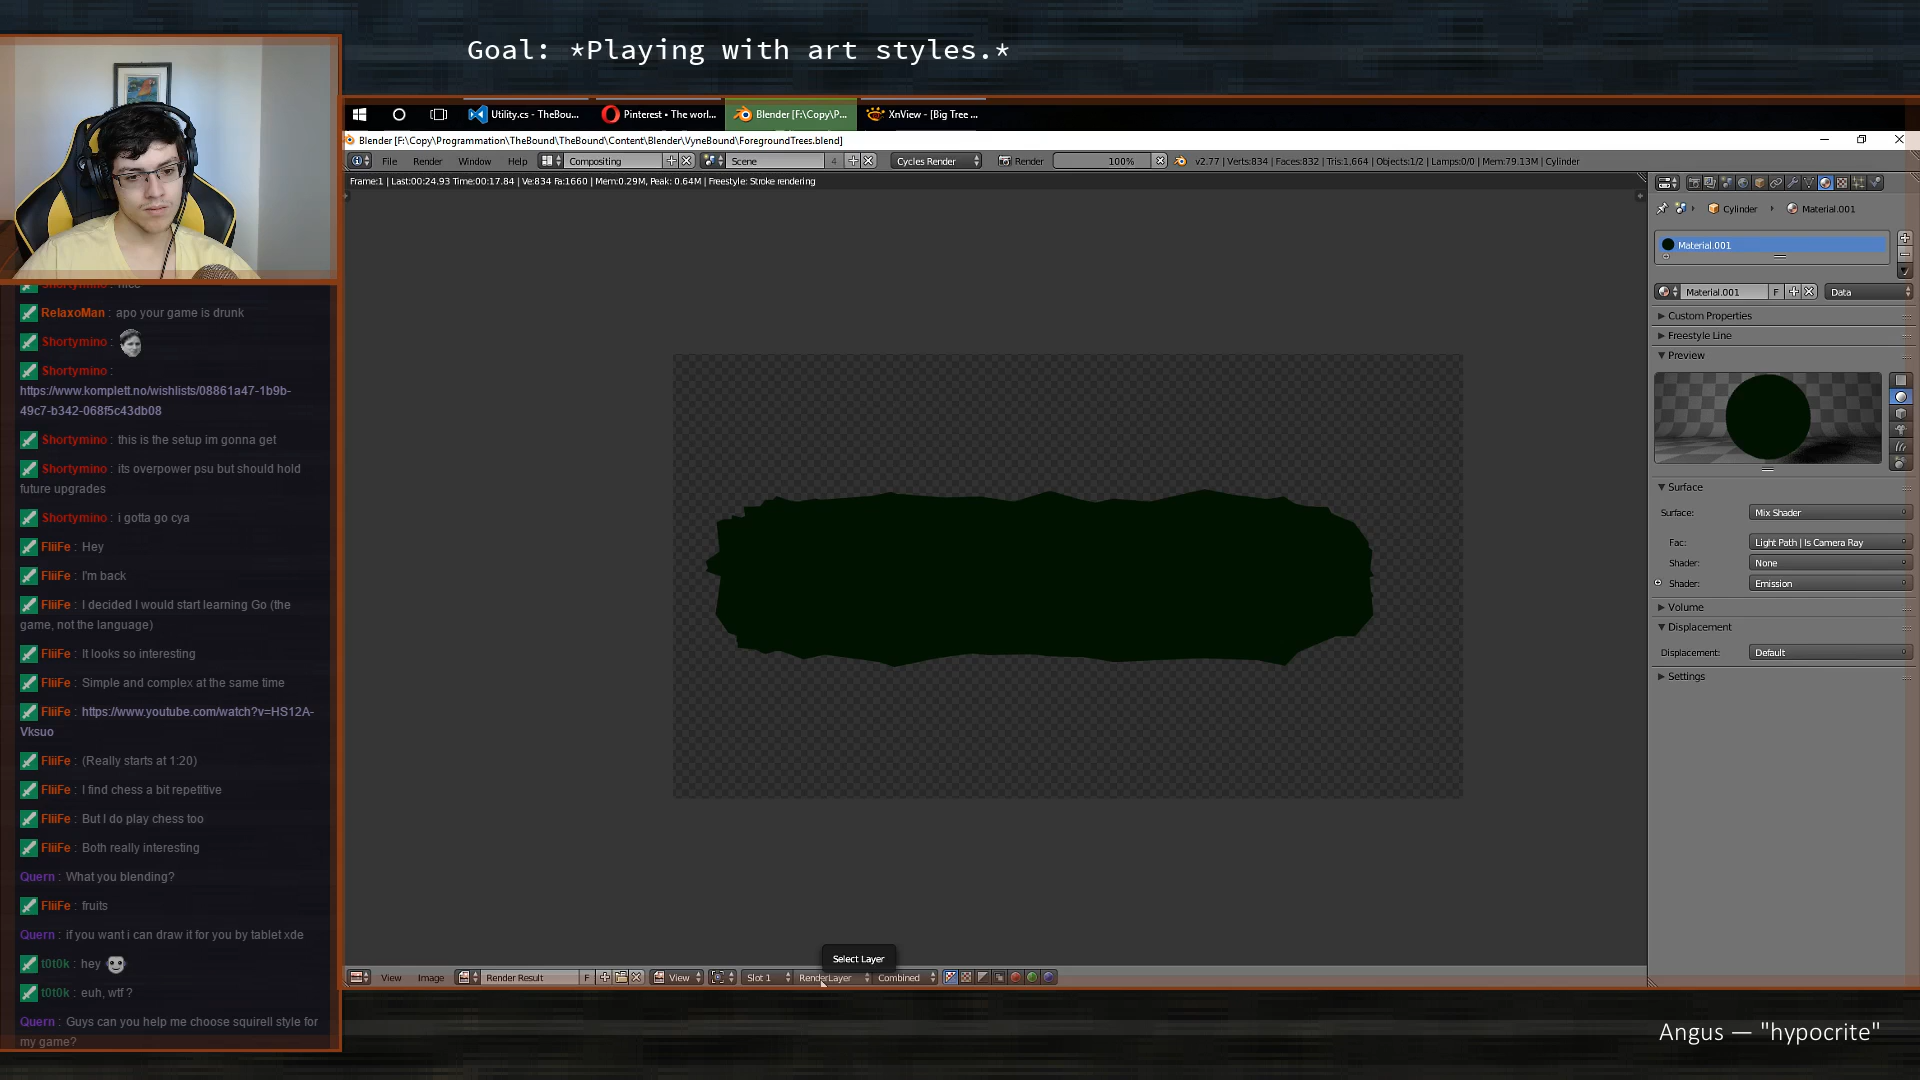 Goal: *Playing with art styles.*
Utility.cs - TheBou...
Pinterest • The worl...
Blender [F:\Copy\P...
XnView - [Big Tree ...
Blender [F:\Copy\Programmation\TheBound\TheBound\Content\Blender\VyneBound\ForegroundTrees.blend]
File Render Window Help Compositing Scene 4 Cycles Render Render 100% v2.77 | Verts:834 | Faces:832 | Tris:1,664 | Objects:1/2 | Lamps:0/0 | Mem:79.13M | Cylinder
Frame:1 | Last:00:24.93 Time:00:17.84 | Ve:834 Fa:1660 | Mem:0.29M, Peak: 0.64M | Freestyle: Stroke rendering
Cylinder Material.001
Material.001
Material.001 F Data
Custom Properties
Freestyle Line
Preview
Surface
Surface: Mix Shader
Fac: Light Path | Is Camera Ray
Shader: None
Shader: Emission
Volume
Displacement
Displacement: Default
Settings
RelaxoMan : apo your game is drunk
Shortymino :
Shortymino :
https://www.komplett.no/wishlists/08861a47-1b9b-
49c7-b342-068f5c43db08
Shortymino : this is the setup im gonna get
Shortymino : its overpower psu but should hold
future upgrades
Shortymino : i gotta go cya
FliiFe : Hey
FliiFe : I'm back
FliiFe : I decided I would start learning Go (the
game, not the language)
FliiFe : It looks so interesting
FliiFe : Simple and complex at the same time
FliiFe : https://www.youtube.com/watch?v=HS12A-
Vksuo
FliiFe : (Really starts at 1:20)
FliiFe : I find chess a bit repetitive
FliiFe : But I do play chess too
FliiFe : Both really interesting
Quern : What you blending?
FliiFe : fruits
Quern : if you want i can draw it for you by tablet xde
t0t0k : hey
t0t0k : euh, wtf ?
Quern : Guys can you help me choose squirell style for
my game?
Select Layer
View Image Render Result F View Slot 1 RenderLayer Combined
Angus — "hypocrite"